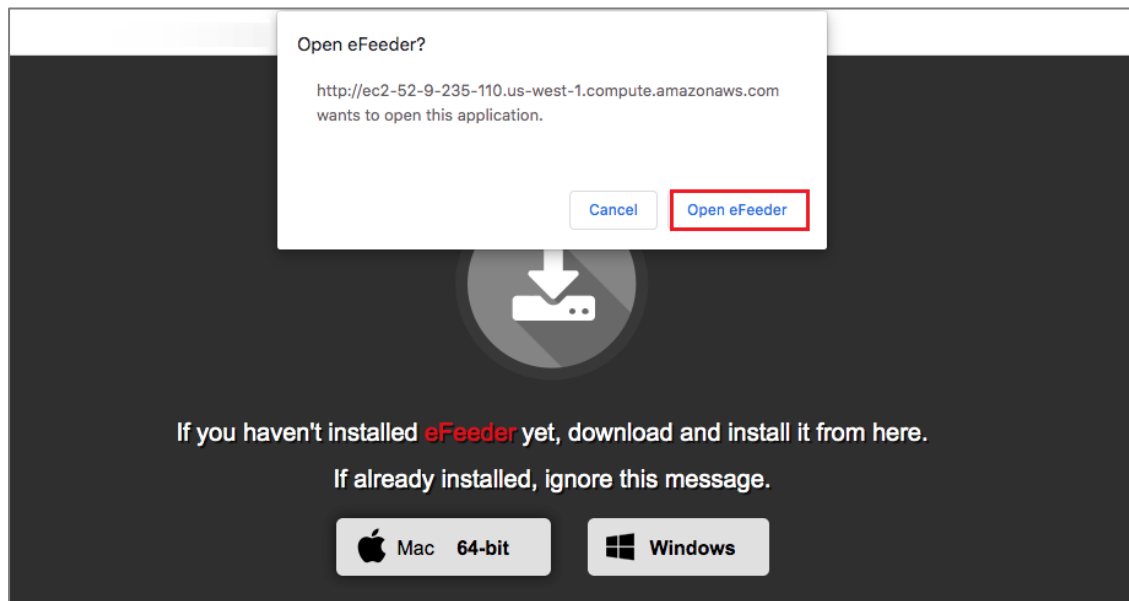 Open eFeeder?
http://ec2-52-9-235-110.us-west-1.compute.amazonaws.com
wants to open this application.
Cancel
Open eFeeder
If you haven't installed eFeeder yet, download and install it from here.
If already installed, ignore this message.
Mac 64-bit
Windows